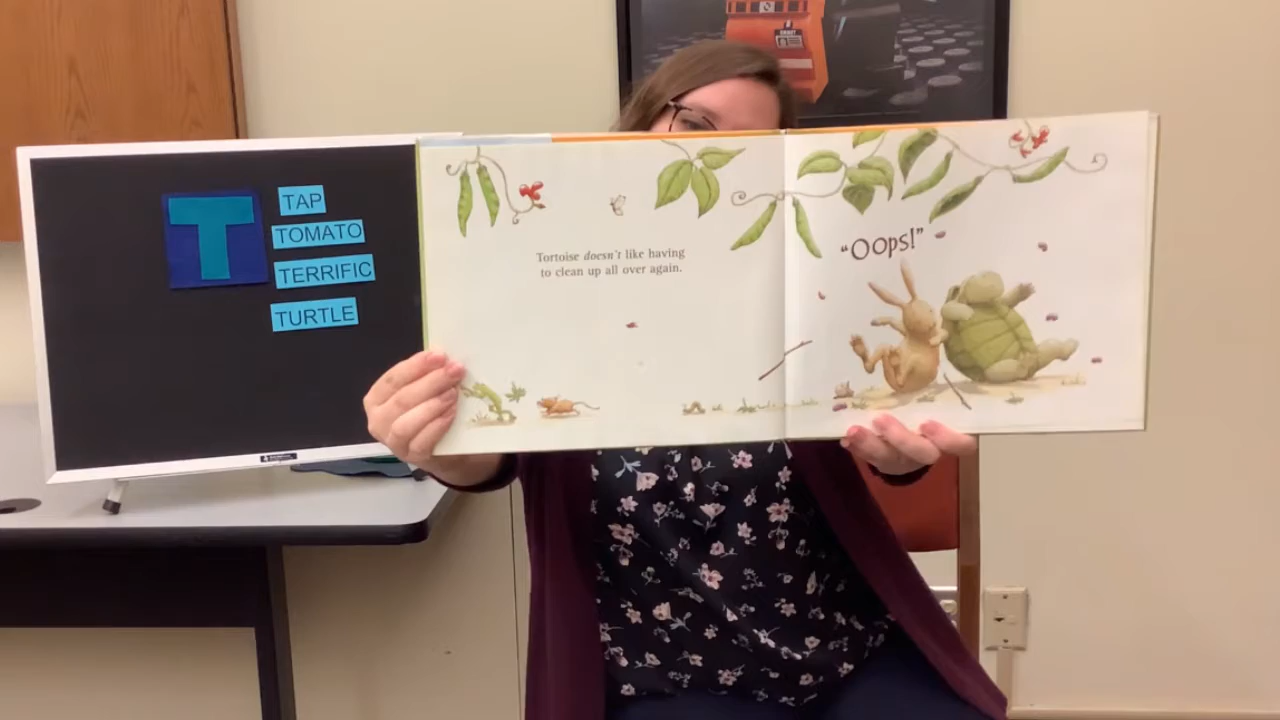 T
TAP
TOMATO
TERRIFIC
TURTLE
Tortoise doesn't like having
to clean up all over again.
"Oops!"